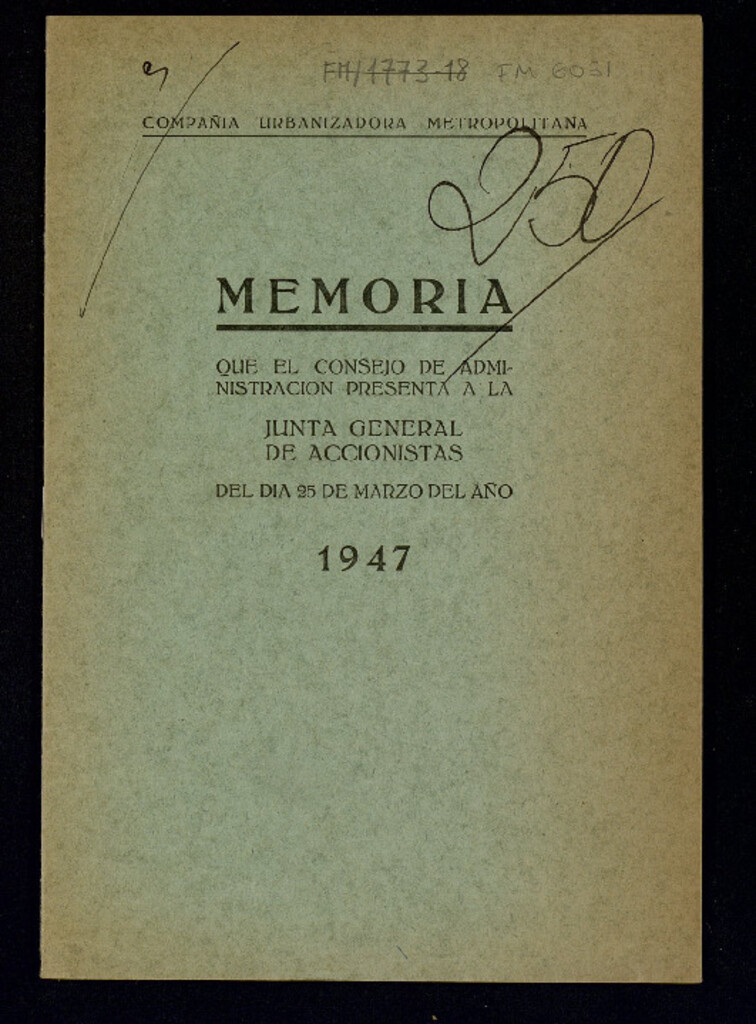 FM/1773-18 FM 6031
COMPAÑIA URBANIZADORA METROPOLITANA
250
MEMORIA
QUE EL CONSEJO DE ADMI-
NISTRACION PRESENTA A LA
JUNTA GENERAL
DE ACCIONISTAS
DEL DIA 25 DE MARZO DEL AÑO
1947